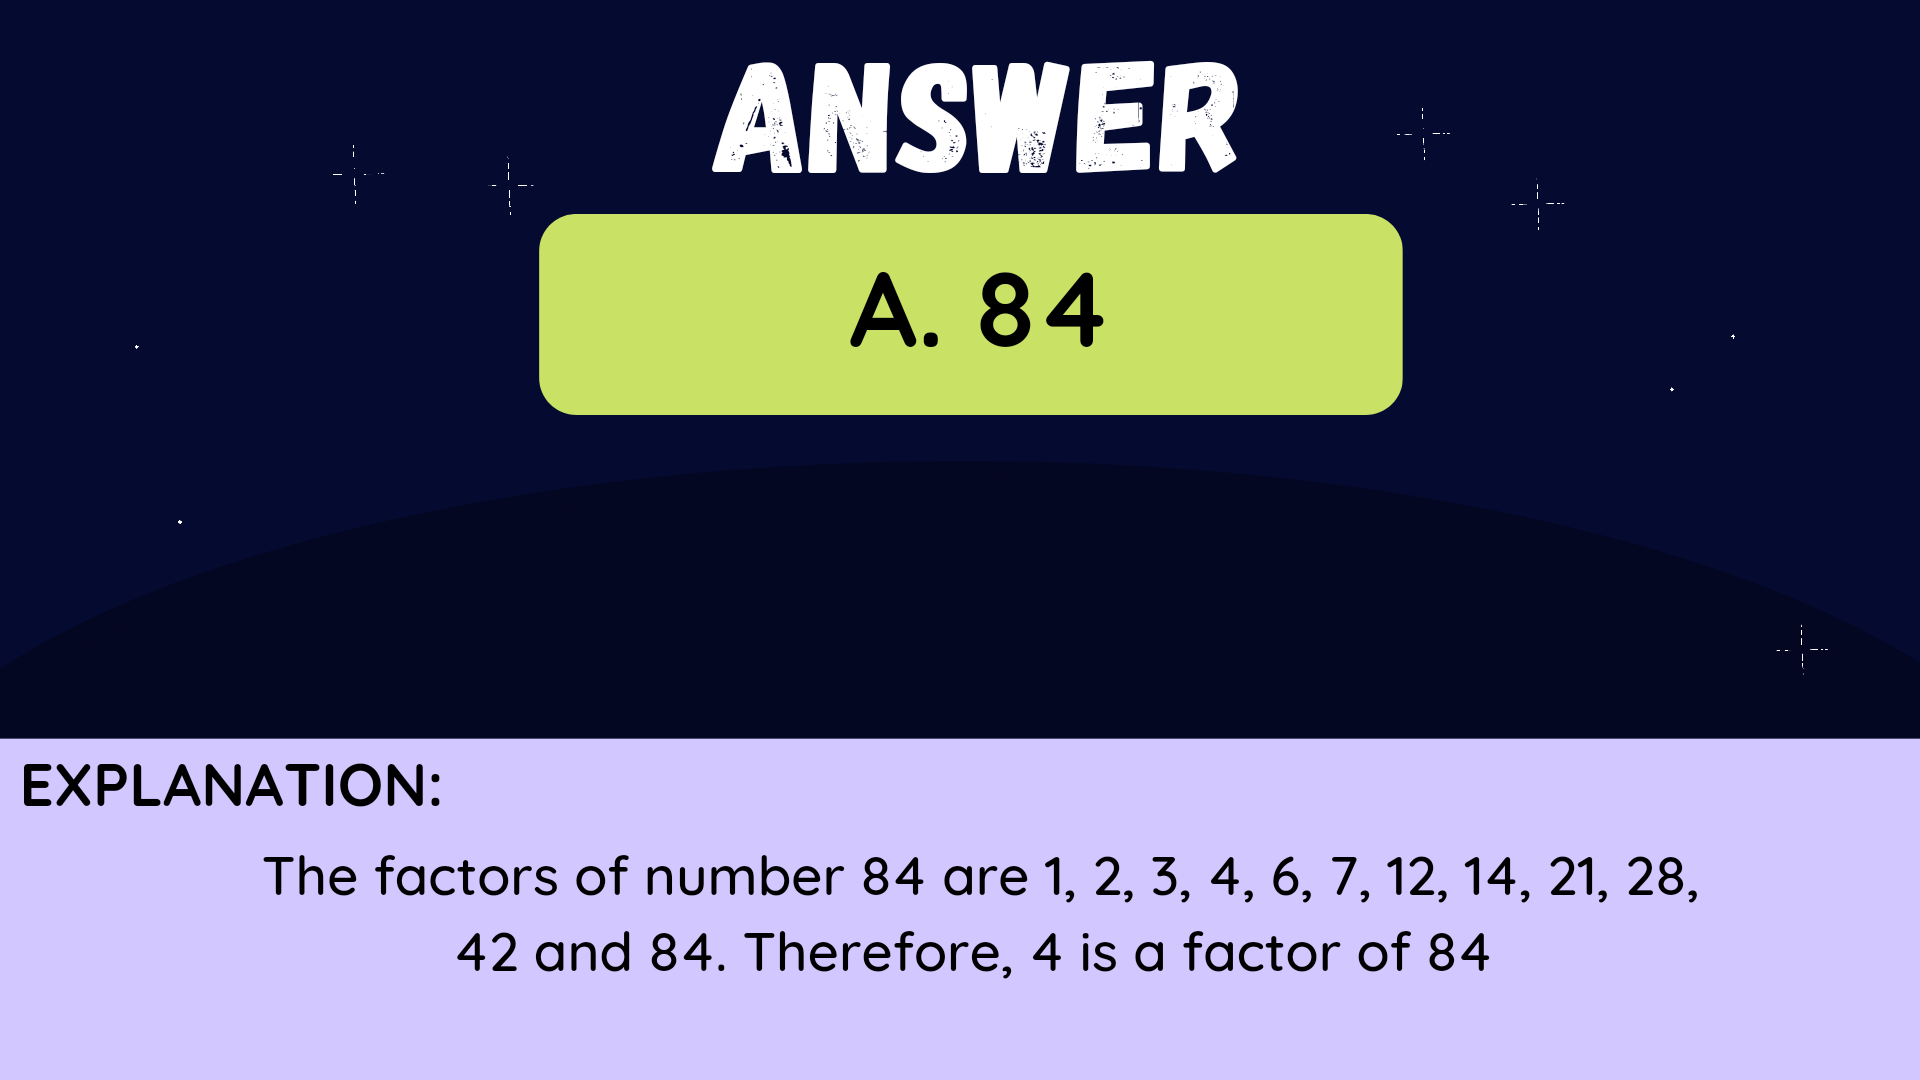 ANSWER
A. 84
EXPLANATION:
The factors of number 84 are 1, 2, 3, 4, 6, 7, 12, 14, 21, 28,
42 and 84. Therefore, 4 is a factor of 84